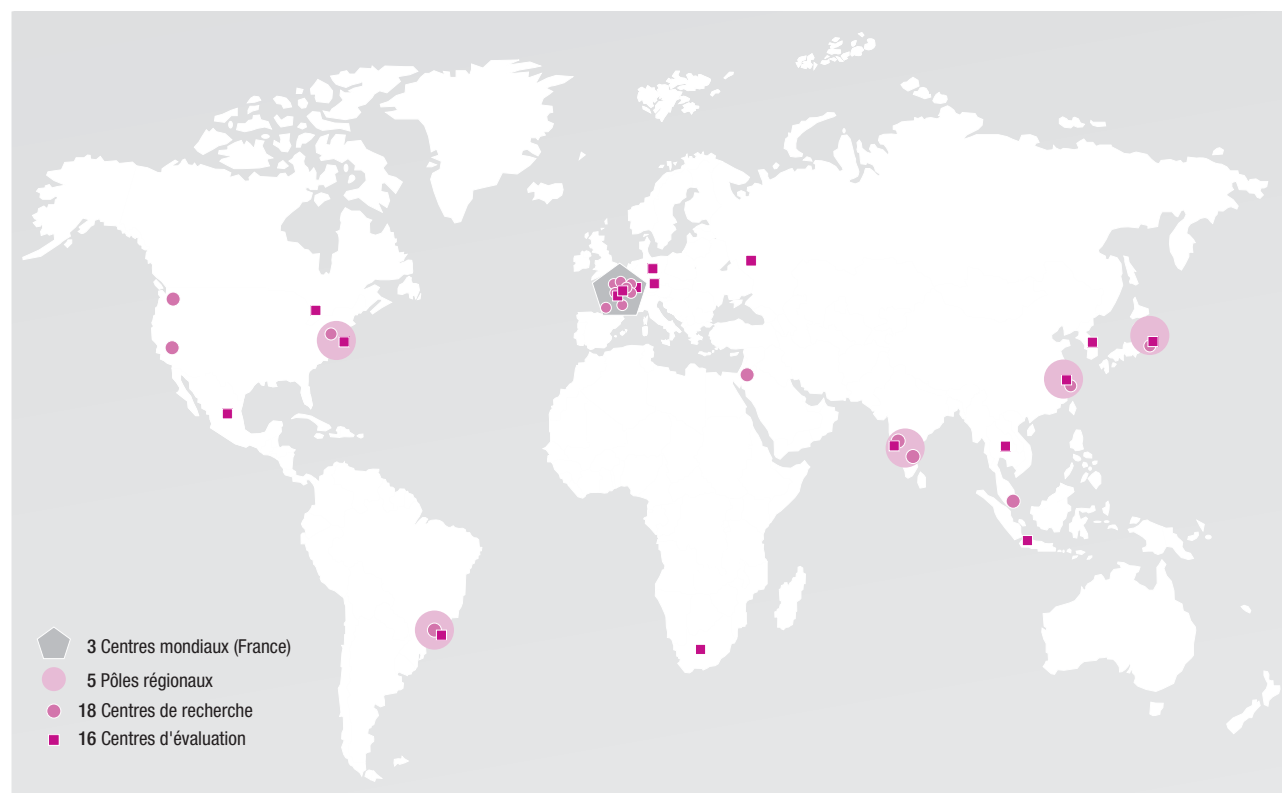 3 Centres mondiaux (France)
5 Pôles régionaux
18 Centres de recherche
16 Centres d'évaluation